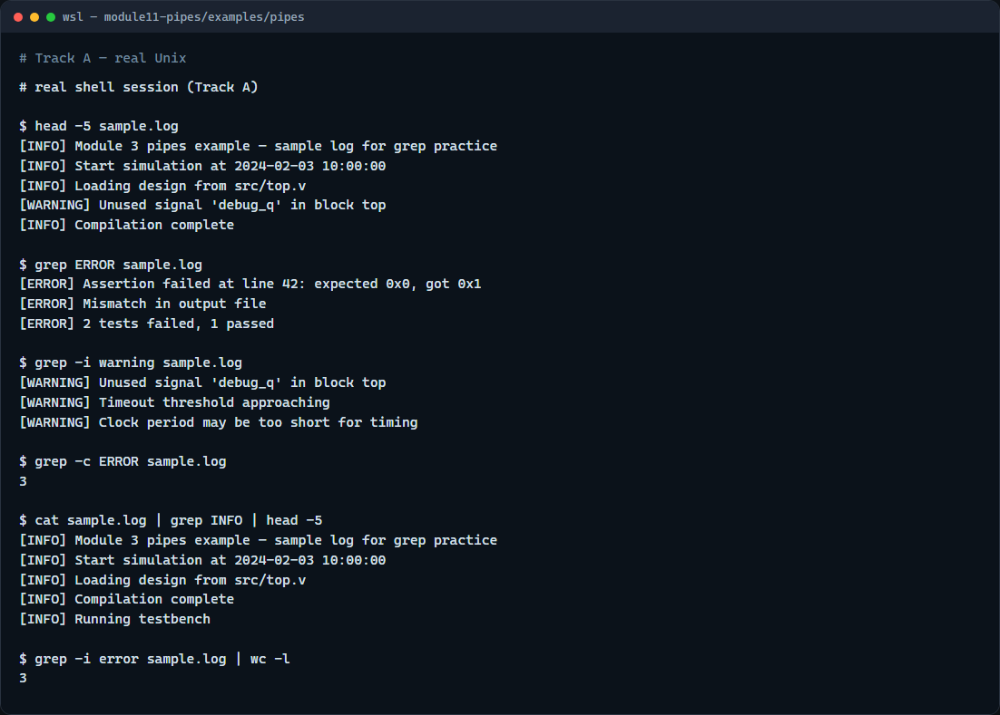 wsl — module11-pipes/examples/pipes
# Track A — real Unix
# real shell session (Track A)
$ head -5 sample.log
[INFO] Module 3 pipes example — sample log for grep practice
[INFO] Start simulation at 2024-02-03 10:00:00
[INFO] Loading design from src/top.v
[WARNING] Unused signal 'debug_q' in block top
[INFO] Compilation complete
$ grep ERROR sample.log
[ERROR] Assertion failed at line 42: expected 0x0, got 0x1
[ERROR] Mismatch in output file
[ERROR] 2 tests failed, 1 passed
$ grep -i warning sample.log
[WARNING] Unused signal 'debug_q' in block top
[WARNING] Timeout threshold approaching
[WARNING] Clock period may be too short for timing
$ grep -c ERROR sample.log
3
$ cat sample.log | grep INFO | head -5
[INFO] Module 3 pipes example — sample log for grep practice
[INFO] Start simulation at 2024-02-03 10:00:00
[INFO] Loading design from src/top.v
[INFO] Compilation complete
[INFO] Running testbench
$ grep -i error sample.log | wc -l
3